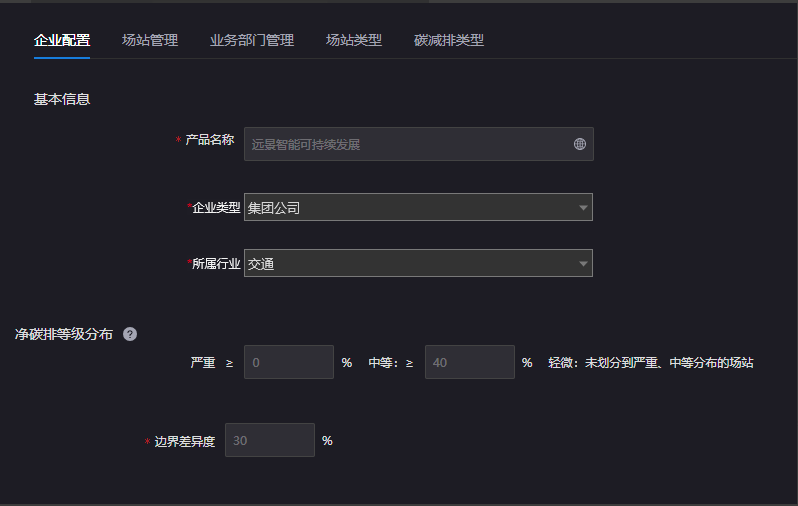 企业配置 场站管理 业务部门管理 场站类型 碳减排类型
基本信息
* 产品名称 远景智能可持续发展
*企业类型 集团公司
*所属行业 交通
净碳排等级分布 ?
严重 ≥ 0 % 中等：≥ 40 % 轻微：未划分到严重、中等分布的场站
* 边界差异度 30 %